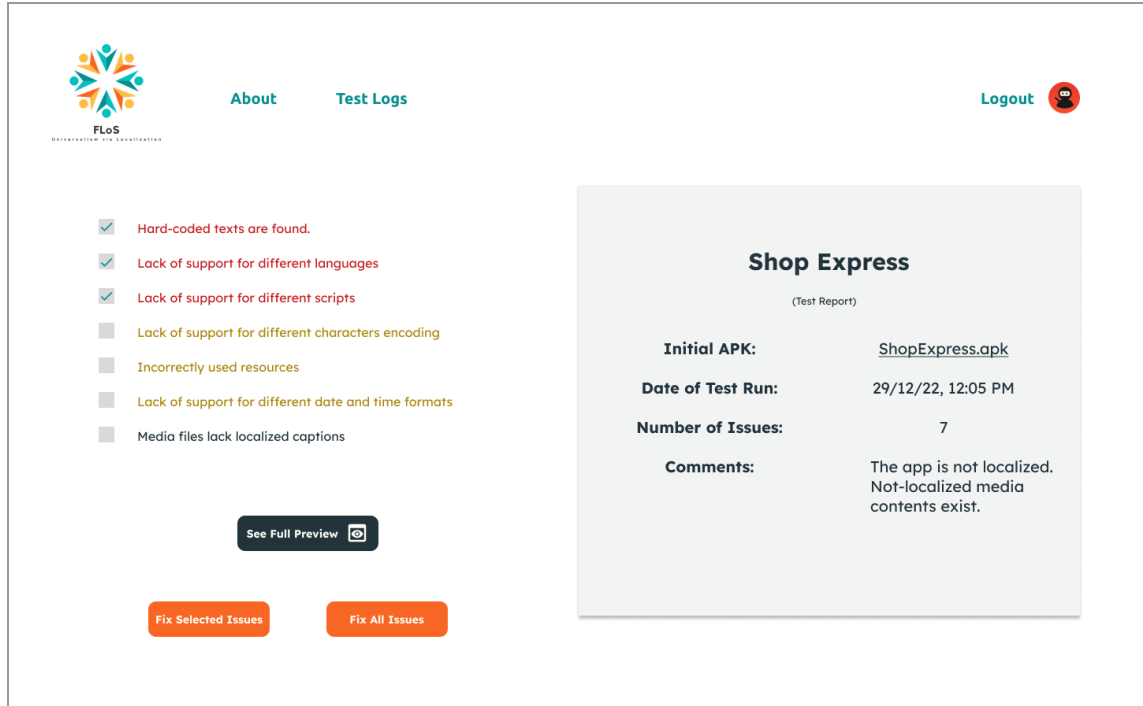 FLoS
Universalism via Localization
About
Test Logs
Logout
Hard-coded texts are found.
Lack of support for different languages
Lack of support for different scripts
Lack of support for different characters encoding
Incorrectly used resources
Lack of support for different date and time formats
Media files lack localized captions
See Full Preview
Fix Selected Issues
Fix All Issues
Shop Express
(Test Report)
Initial APK: ShopExpress.apk
Date of Test Run: 29/12/22, 12:05 PM
Number of Issues: 7
Comments: The app is not localized.
Not-localized media
contents exist.